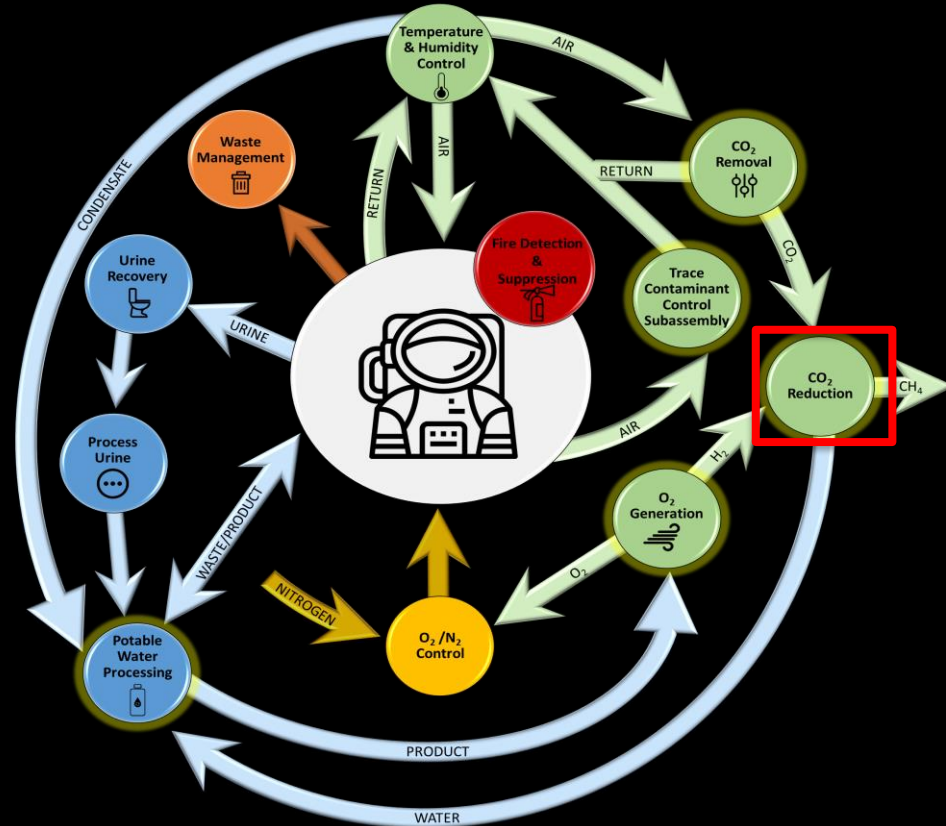 Temperature
& Humidity
Control
AIR
CO₂
Removal
RETURN
CO₂
Waste
Management
RETURN
AIR
CONDENSATE
Fire Detection
&
Suppression
Trace
Contaminant
Control
Subassembly
Urine
Recovery
URINE
CO₂
Reduction
CH₄
AIR
H₂
Process
Urine
O₂
Generation
WASTE/PRODUCT
O₂
NITROGEN
O₂ /N₂
Control
Potable
Water
Processing
PRODUCT
WATER